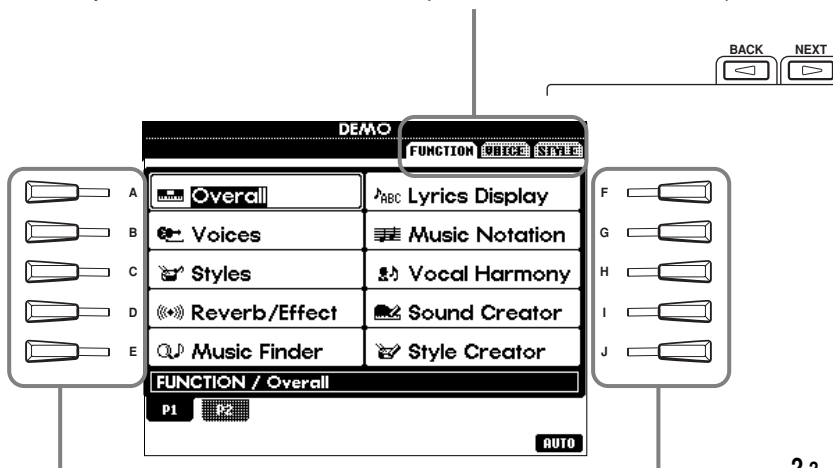 BACK NEXT
DEMO
FUNCTION VOICE STYLE
A Overall ABC Lyrics Display F
B Voices Music Notation G
C Styles Vocal Harmony H
D Reverb/Effect Sound Creator I
E Music Finder Style Creator J
FUNCTION / Overall
P1 P2
AUTO